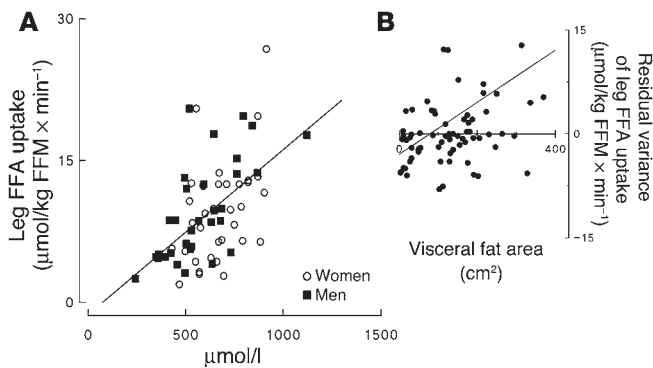 A
30
15
0
Leg FFA uptake
(μmol/kg FFM × min⁻¹)
○ Women
■ Men
0 500 1000 1500
μmol/l
B
15
0
−15
0
400
Residual variance
of leg FFA uptake
(μmol/kg FFM × min⁻¹)
Visceral fat area
(cm²)